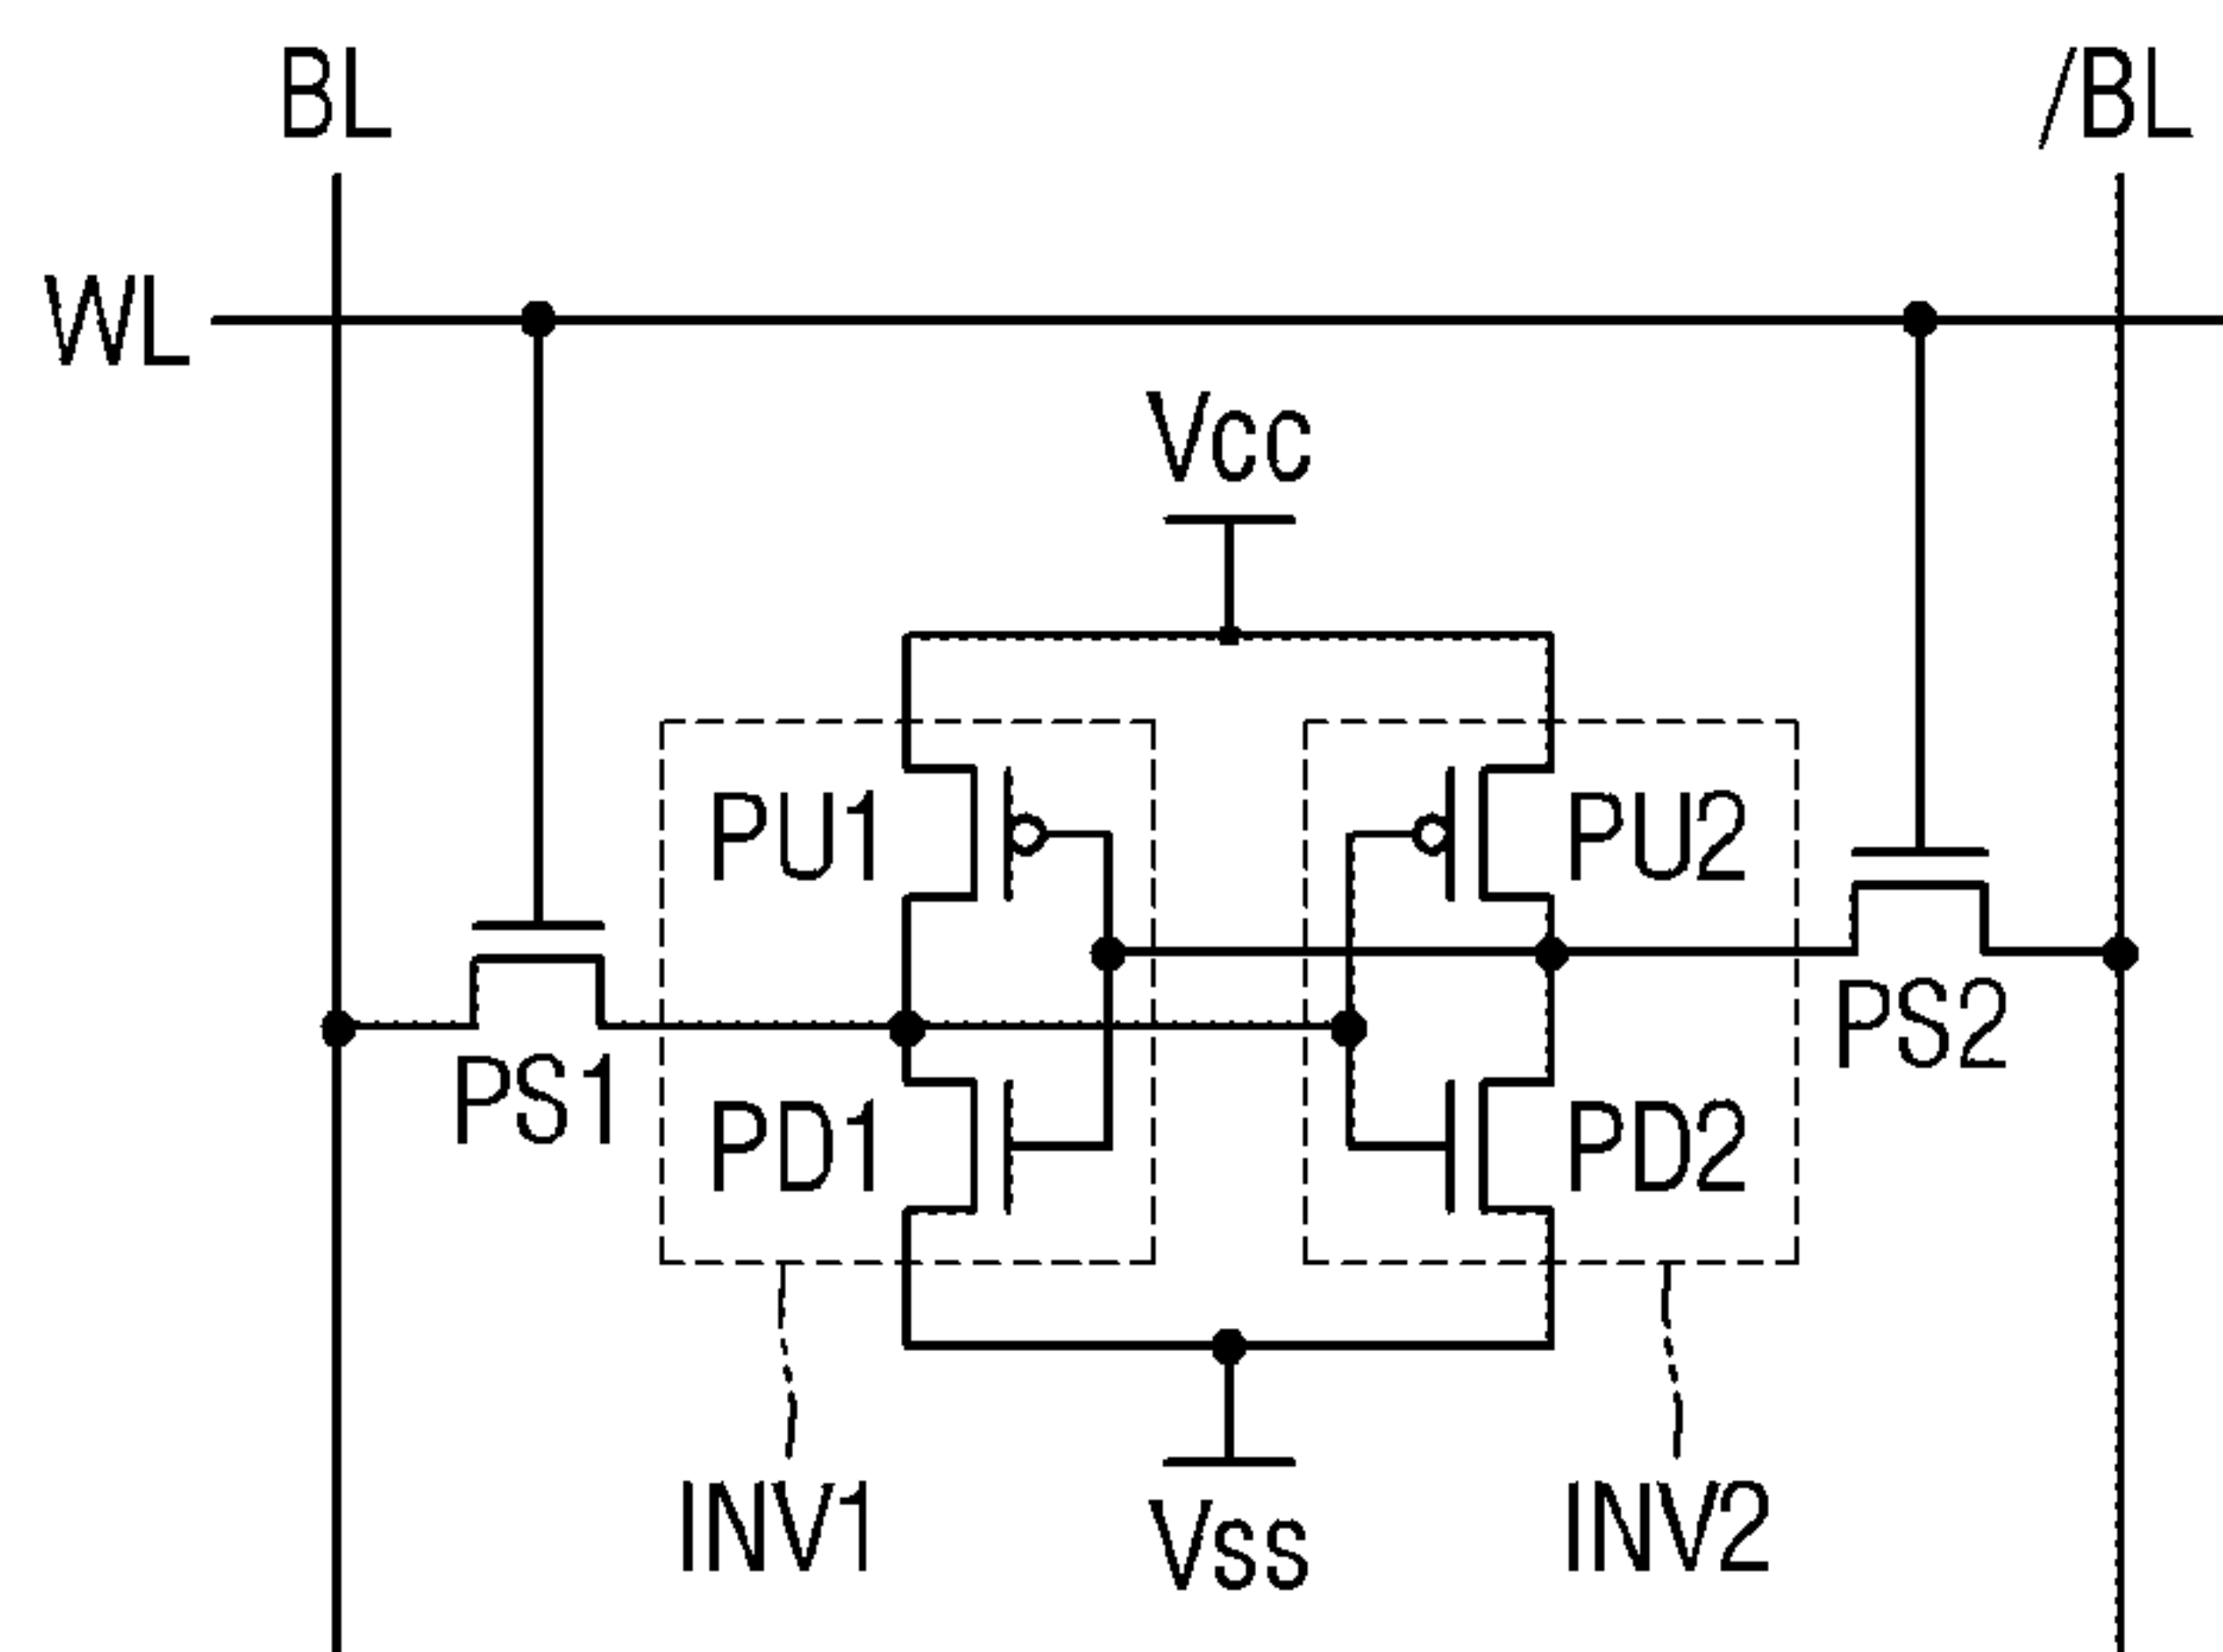 BL
/BL
WL
Vcc
PU1
PU2
PS1
PS2
PD1
PD2
INV1
INV2
Vss